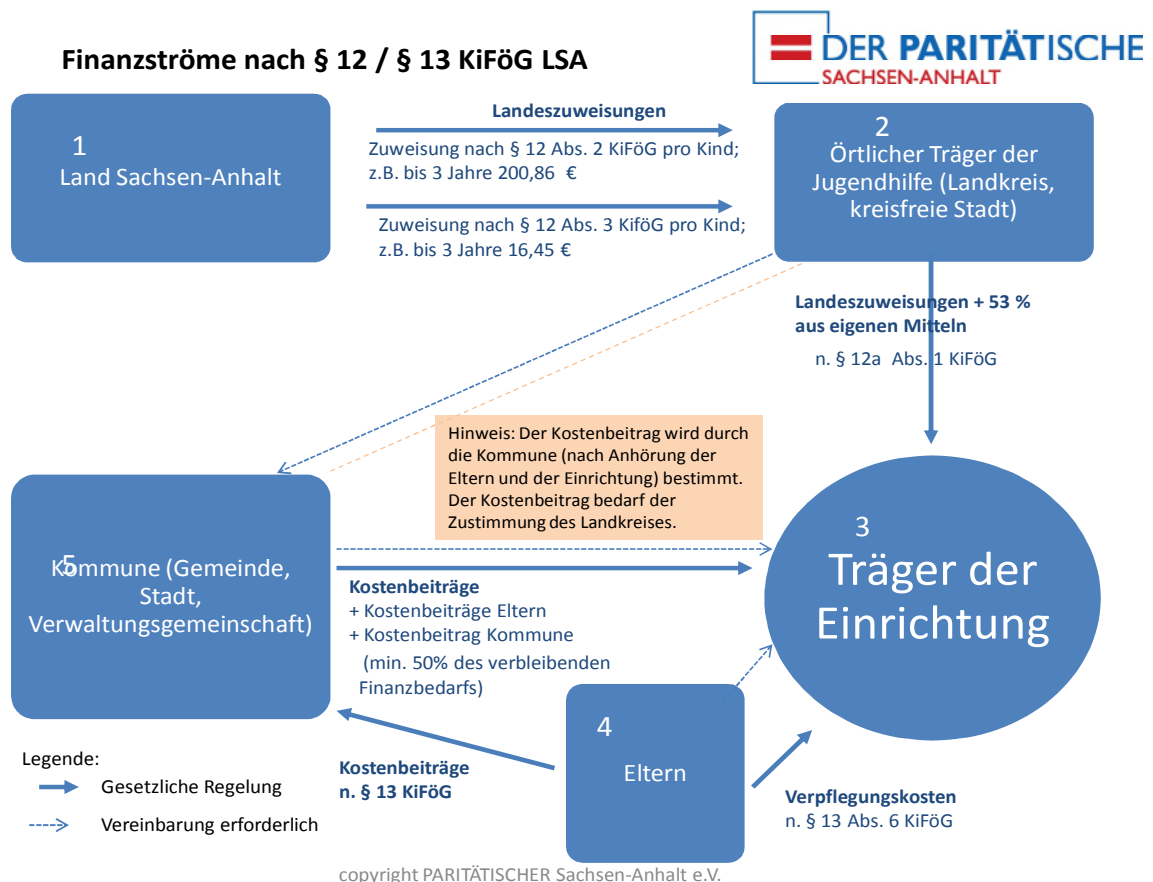 Finanzströme nach § 12 / § 13 KiFöG LSA
DER PARITÄTISCHE
SACHSEN-ANHALT
1
Land Sachsen-Anhalt
Landeszuweisungen
Zuweisung nach § 12 Abs. 2 KiFöG pro Kind;
z.B. bis 3 Jahre 200,86 €
Zuweisung nach § 12 Abs. 3 KiföG pro Kind;
z.B. bis 3 Jahre 16,45 €
2
Örtlicher Träger der
Jugendhilfe (Landkreis,
kreisfreie Stadt)
Landeszuweisungen + 53 %
aus eigenen Mitteln
n. § 12a Abs. 1 KiFöG
Hinweis: Der Kostenbeitrag wird durch
die Kommune (nach Anhörung der
Eltern und der Einrichtung) bestimmt.
Der Kostenbeitrag bedarf der
Zustimmung des Landkreises.
5
Kommune (Gemeinde,
Stadt,
Verwaltungsgemeinschaft)
3
Träger der
Einrichtung
Kostenbeiträge
+ Kostenbeiträge Eltern
+ Kostenbeitrag Kommune
(min. 50% des verbleibenden
Finanzbedarfs)
4
Eltern
Kostenbeiträge
n. § 13 KiFöG
Verpflegungskosten
n. § 13 Abs. 6 KiFöG
Legende:
Gesetzliche Regelung
Vereinbarung erforderlich
copyright PARITÄTISCHER Sachsen-Anhalt e.V.